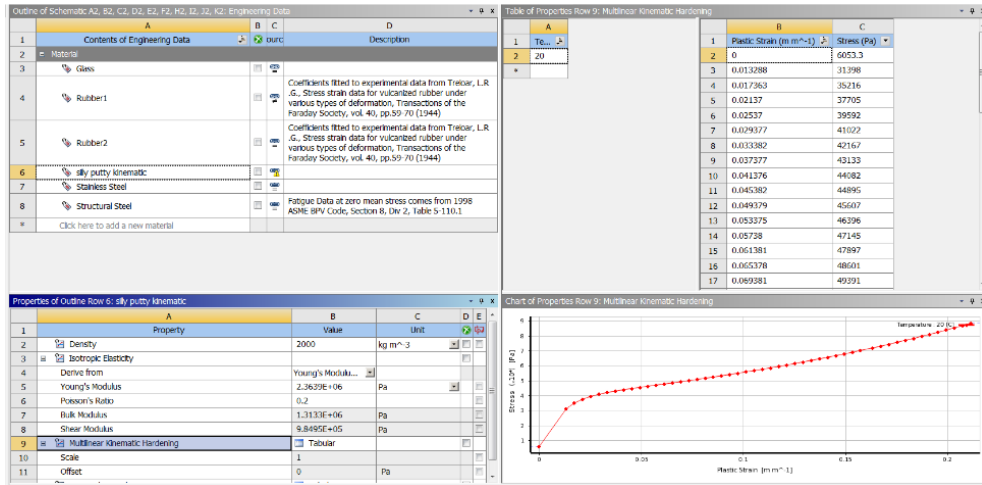 Outline of Schematic A2, B2, C2, D2, E2, F2, H2, I2, J2, K2: Engineering Data
A B C D
1 Contents of Engineering Data ourc Description
2 Material
3 Glass
4 Rubber1 Coefficients fitted to experimental data from Treloar, L.R
.G., Stress strain data for vulcanized rubber under
various types of deformation, Transactions of the
Faraday Society, vol. 40, pp.59-70 (1944)
5 Rubber2 Coefficients fitted to experimental data from Treloar, L.R
.G., Stress strain data for vulcanized rubber under
various types of deformation, Transactions of the
Faraday Society, vol. 40, pp.59-70 (1944)
6 silly putty kinematic
7 Stainless Steel
8 Structural Steel Fatigue Data at zero mean stress comes from 1998
ASME BPV Code, Section 8, Div 2, Table 5-110.1
* Click here to add a new material
Table of Properties Row 9: Multilinear Kinematic Hardening
A
1 Te...
2 20
*
B C
1 Plastic Strain (m m^-1) Stress (Pa)
2 0 6053.3
3 0.013288 31398
4 0.017363 35216
5 0.02137 37705
6 0.02537 39592
7 0.029377 41022
8 0.033382 42167
9 0.037377 43133
10 0.041376 44082
11 0.045382 44895
12 0.049379 45607
13 0.053375 46396
14 0.05738 47145
15 0.061381 47897
16 0.065378 48601
17 0.069381 49391
Properties of Outline Row 6: silly putty kinematic
A B C D E
1 Property Value Unit
2 Density 2000 kg m^-3
3 Isotropic Elasticity
4 Derive from Young's Modulu...
5 Young's Modulus 2.3639E+06 Pa
6 Poisson's Ratio 0.2
7 Bulk Modulus 1.3133E+06 Pa
8 Shear Modulus 9.8495E+05 Pa
9 Multilinear Kinematic Hardening Tabular
10 Scale 1
11 Offset 0 Pa
Chart of Properties Row 9: Multilinear Kinematic Hardening
Temperature : 20 [C]
9
8
7
6
5
4
3
2
1
Stress (.10⁴) [Pa]
0 0.05 0.1 0.15 0.2
Plastic Strain [m m^-1]